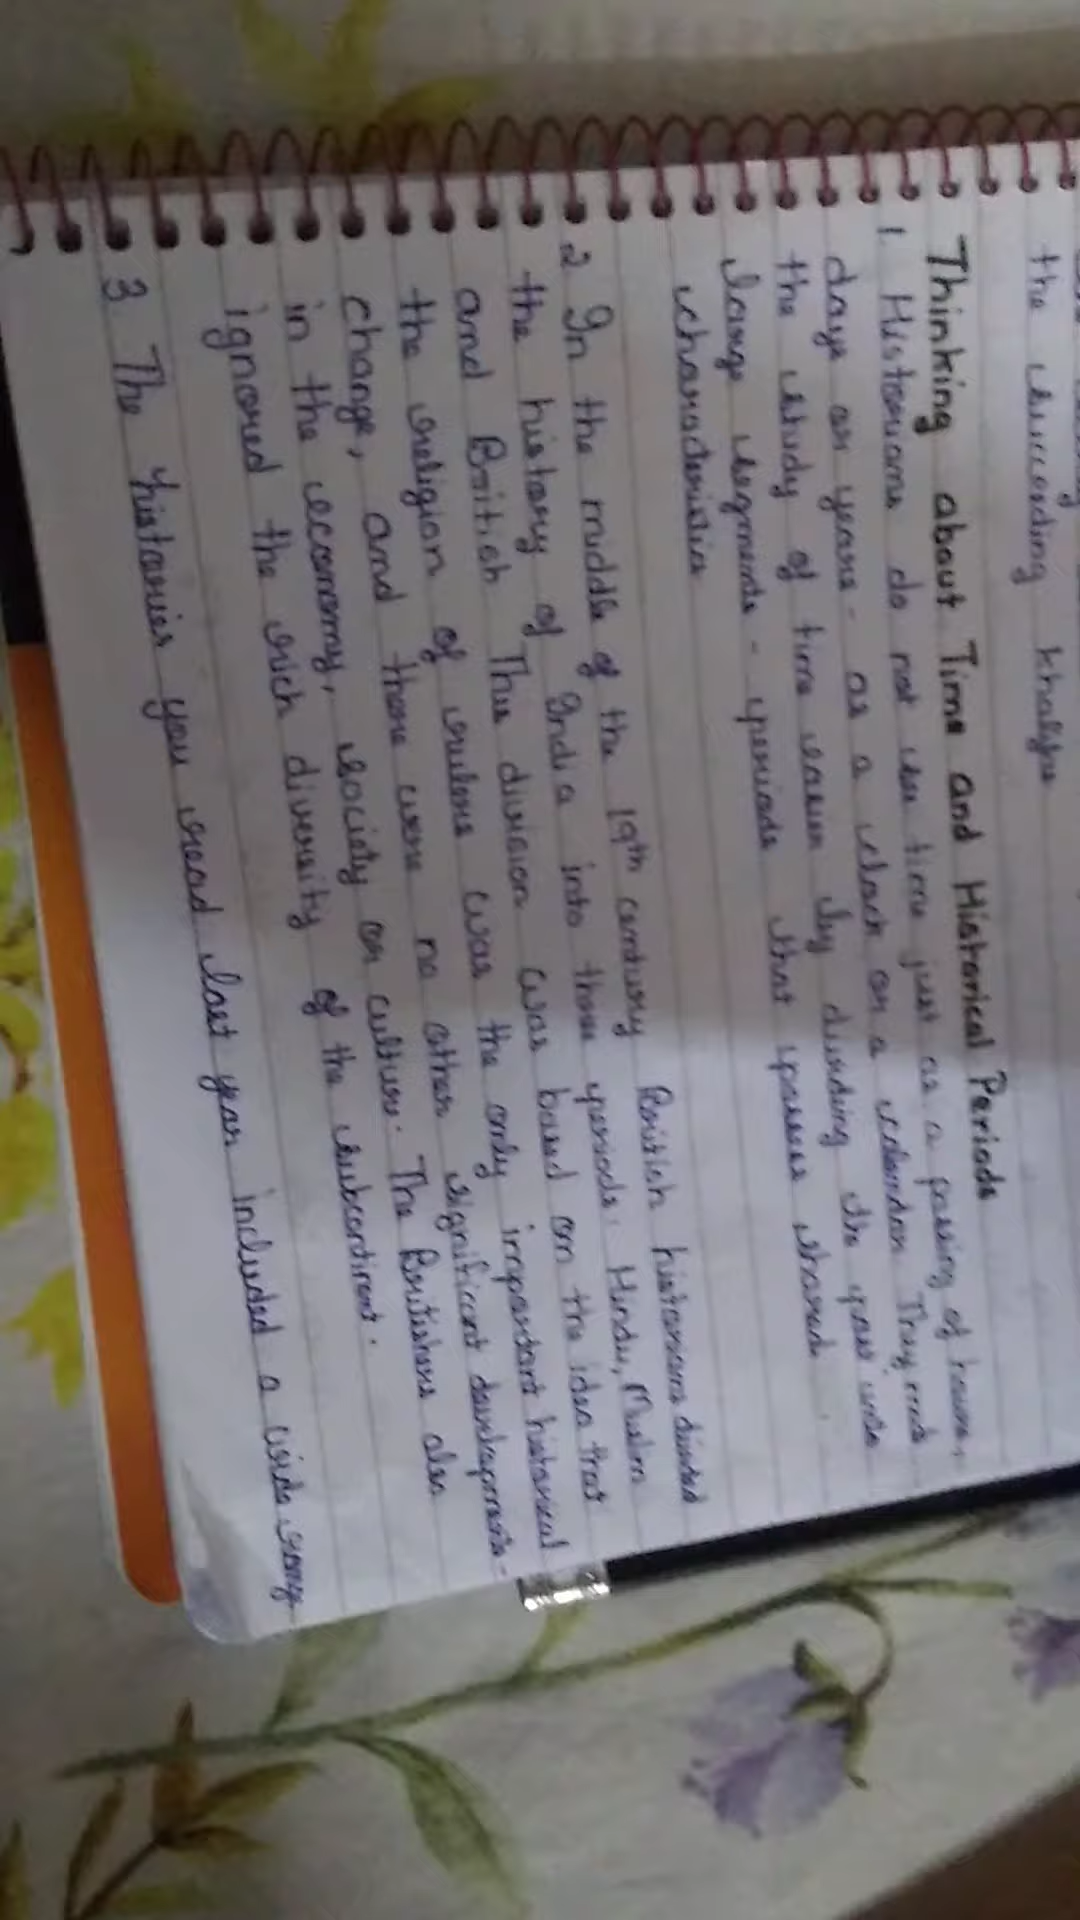 the succeeding khalifa
Thinking about Time and Historical Periods
1. Historians do not see time just as a passing of hours,
days or years - as a clock or a calendar. They make
the study of time easier by dividing the past into
large segments - periods that posses shared
characteristics
2 In the middle of the 19th century British historians divided
the history of India into three periods. Hindu, Muslim
and British This division was based on the idea that
the religion of rulers was the only important historical
change, and there were no other significant developments -
in the economy, society or culture. The Britishers also
ignored the rich diversity of the subcontinent.
3 The histories you read last year included a wide rang